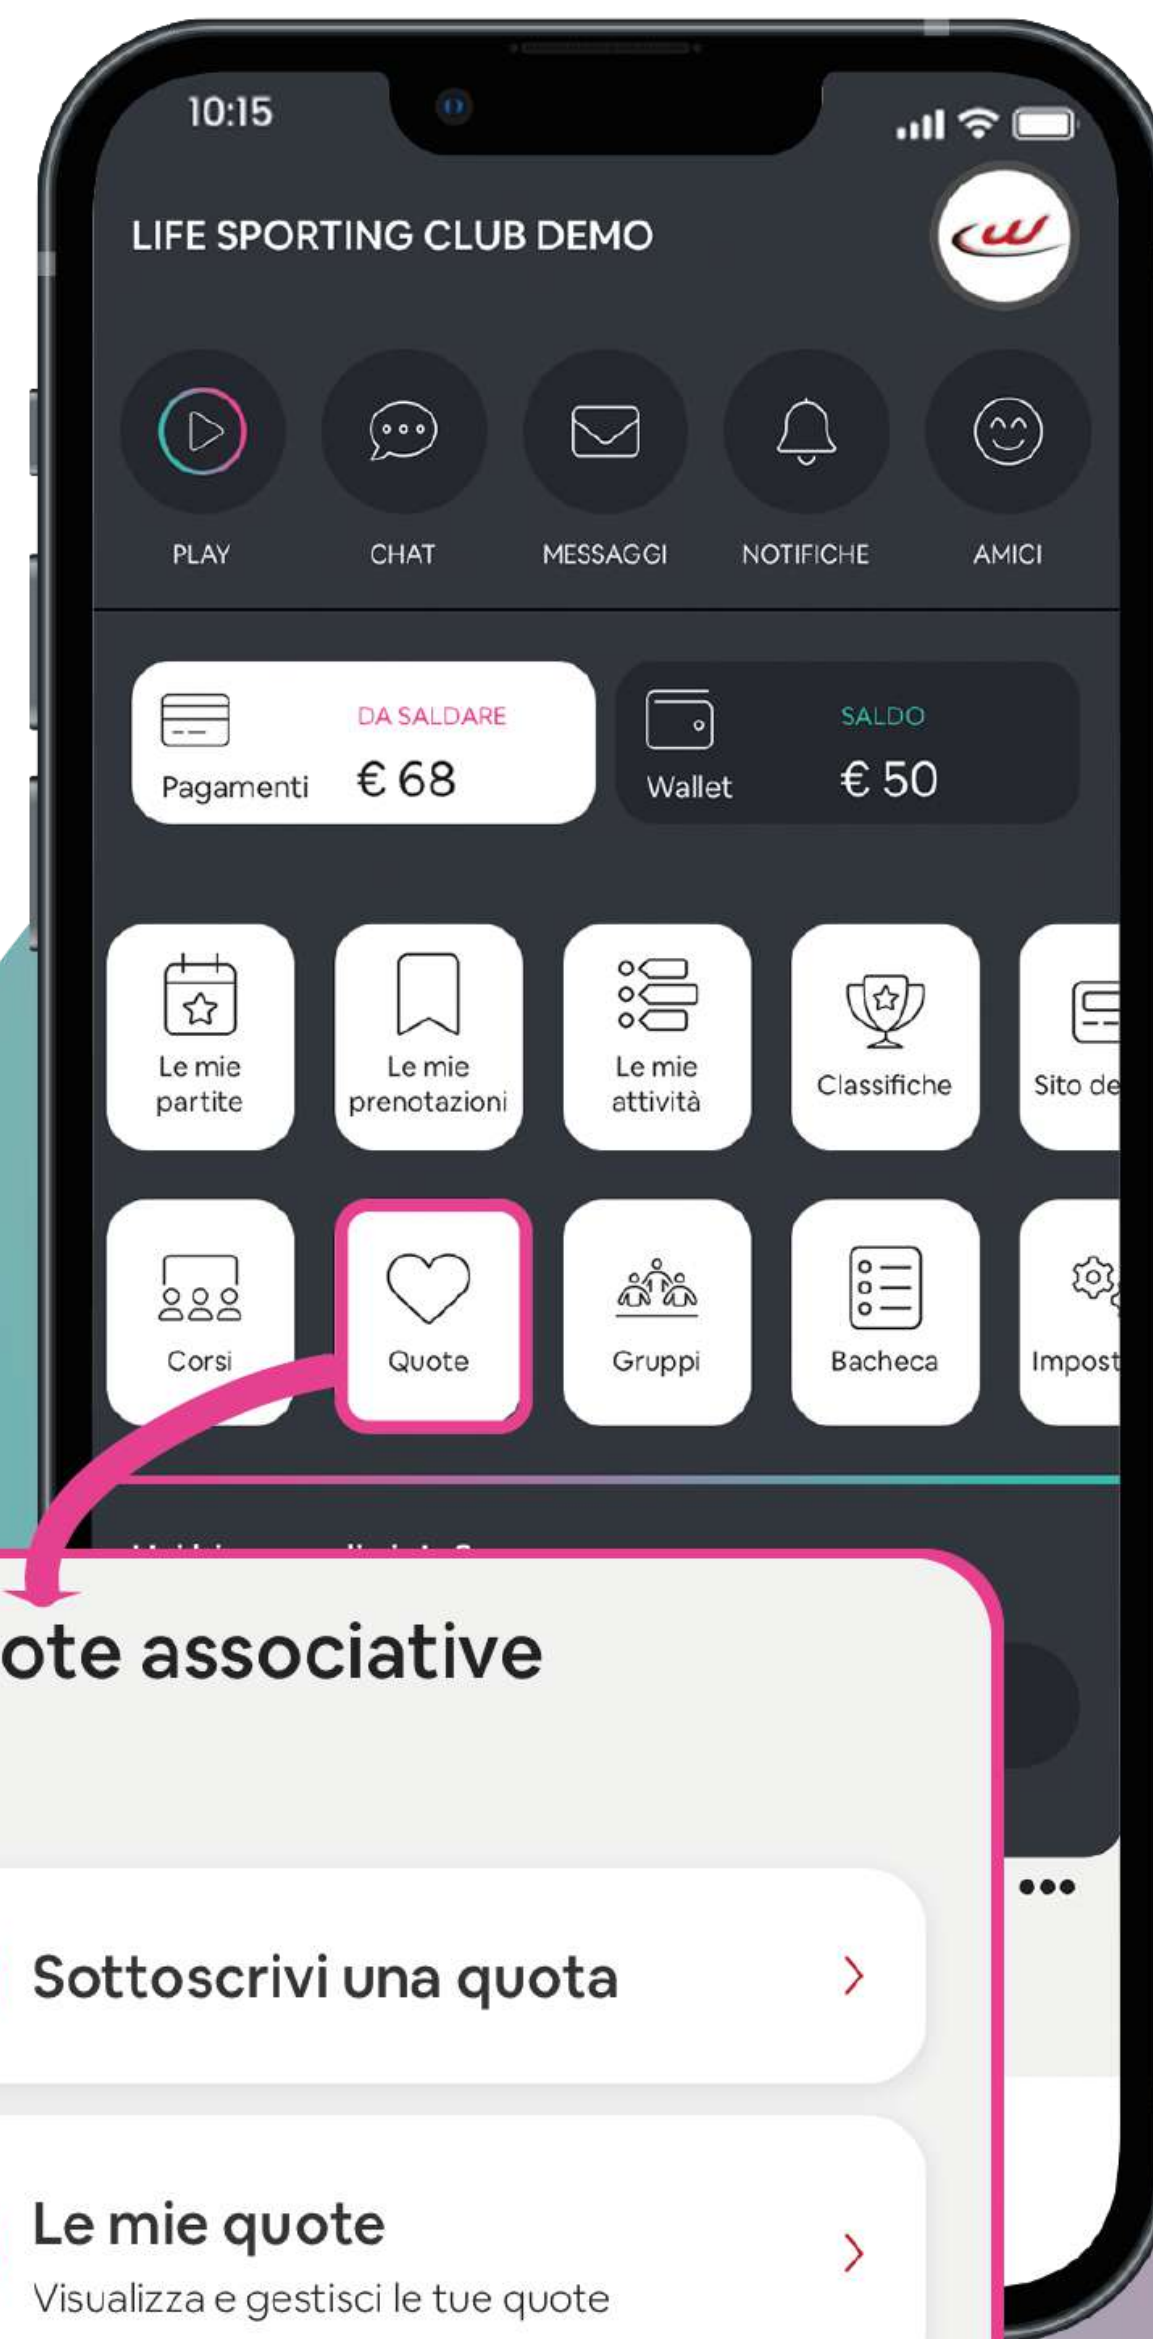 10:15
LIFE SPORTING CLUB DEMO
PLAY CHAT MESSAGGI NOTIFICHE AMICI
DA SALDARE
Pagamenti € 68
SALDO
Wallet € 50
Le mie
partite
Le mie
prenotazioni
Le mie
attività
Classifiche
Sito de
Corsi
Quote
Gruppi
Bacheca
Impost
ote associative
Sottoscrivi una quota
Le mie quote
Visualizza e gestisci le tue quote